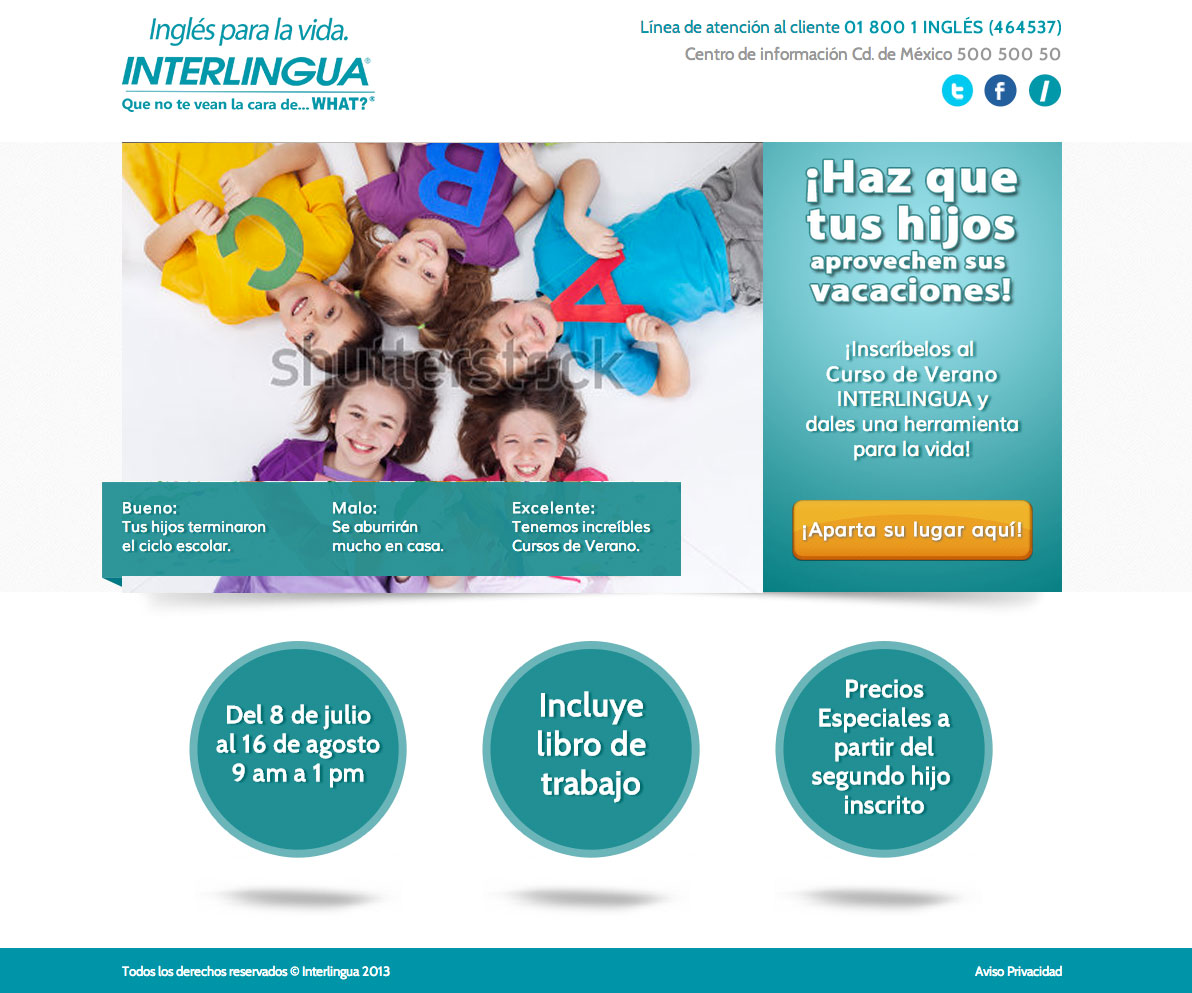 Inglés para la vida.
INTERLINGUA®
Que no te vean la cara de... WHAT?®
Línea de atención al cliente 01 800 1 INGLÉS (464537)
Centro de información Cd. de México 500 500 50
C
B
A
shutterstock
¡Haz que
tus hijos
aprovechen sus
vacaciones!
¡Inscríbelos al
Curso de Verano
INTERLINGUA y
dales una herramienta
para la vida!
¡Aparta su lugar aquí!
Bueno:
Tus hijos terminaron
el ciclo escolar.
Malo:
Se aburrirán
mucho en casa.
Excelente:
Tenemos increíbles
Cursos de Verano.
Del 8 de julio
al 16 de agosto
9 am a 1 pm
Incluye
libro de
trabajo
Precios
Especiales a
partir del
segundo hijo
inscrito
Todos los derechos reservados © Interlingua 2013
Aviso Privacidad